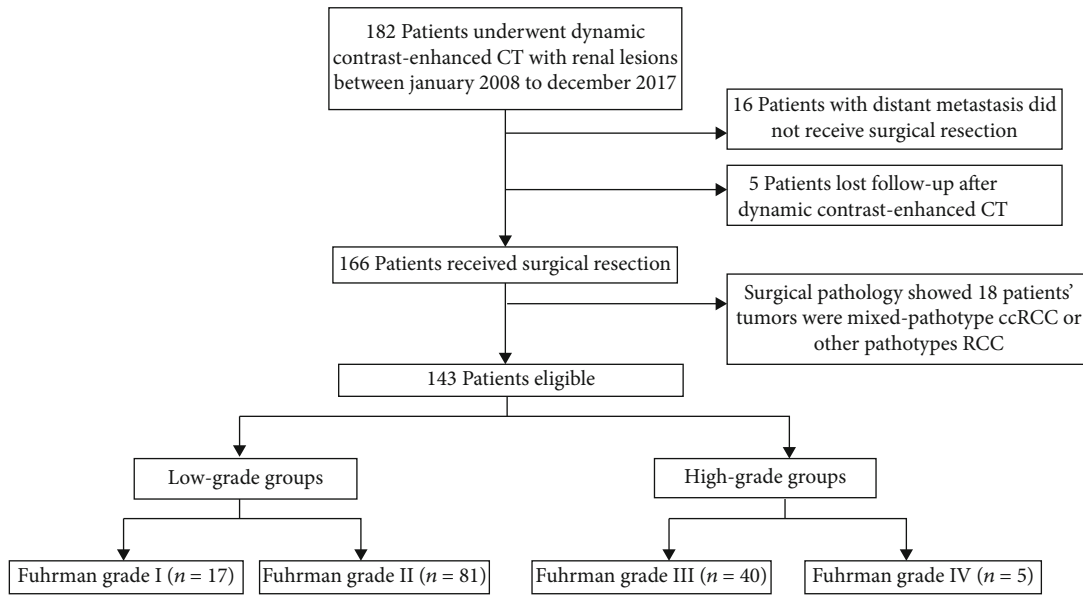 182 Patients underwent dynamic
contrast-enhanced CT with renal lesions
between january 2008 to december 2017
16 Patients with distant metastasis did
not receive surgical resection
5 Patients lost follow-up after
dynamic contrast-enhanced CT
166 Patients received surgical resection
Surgical pathology showed 18 patients’
tumors were mixed-pathotype ccRCC or
other pathotypes RCC
143 Patients eligible
Low-grade groups
High-grade groups
Fuhrman grade I (n = 17)
Fuhrman grade II (n = 81)
Fuhrman grade III (n = 40)
Fuhrman grade IV (n = 5)